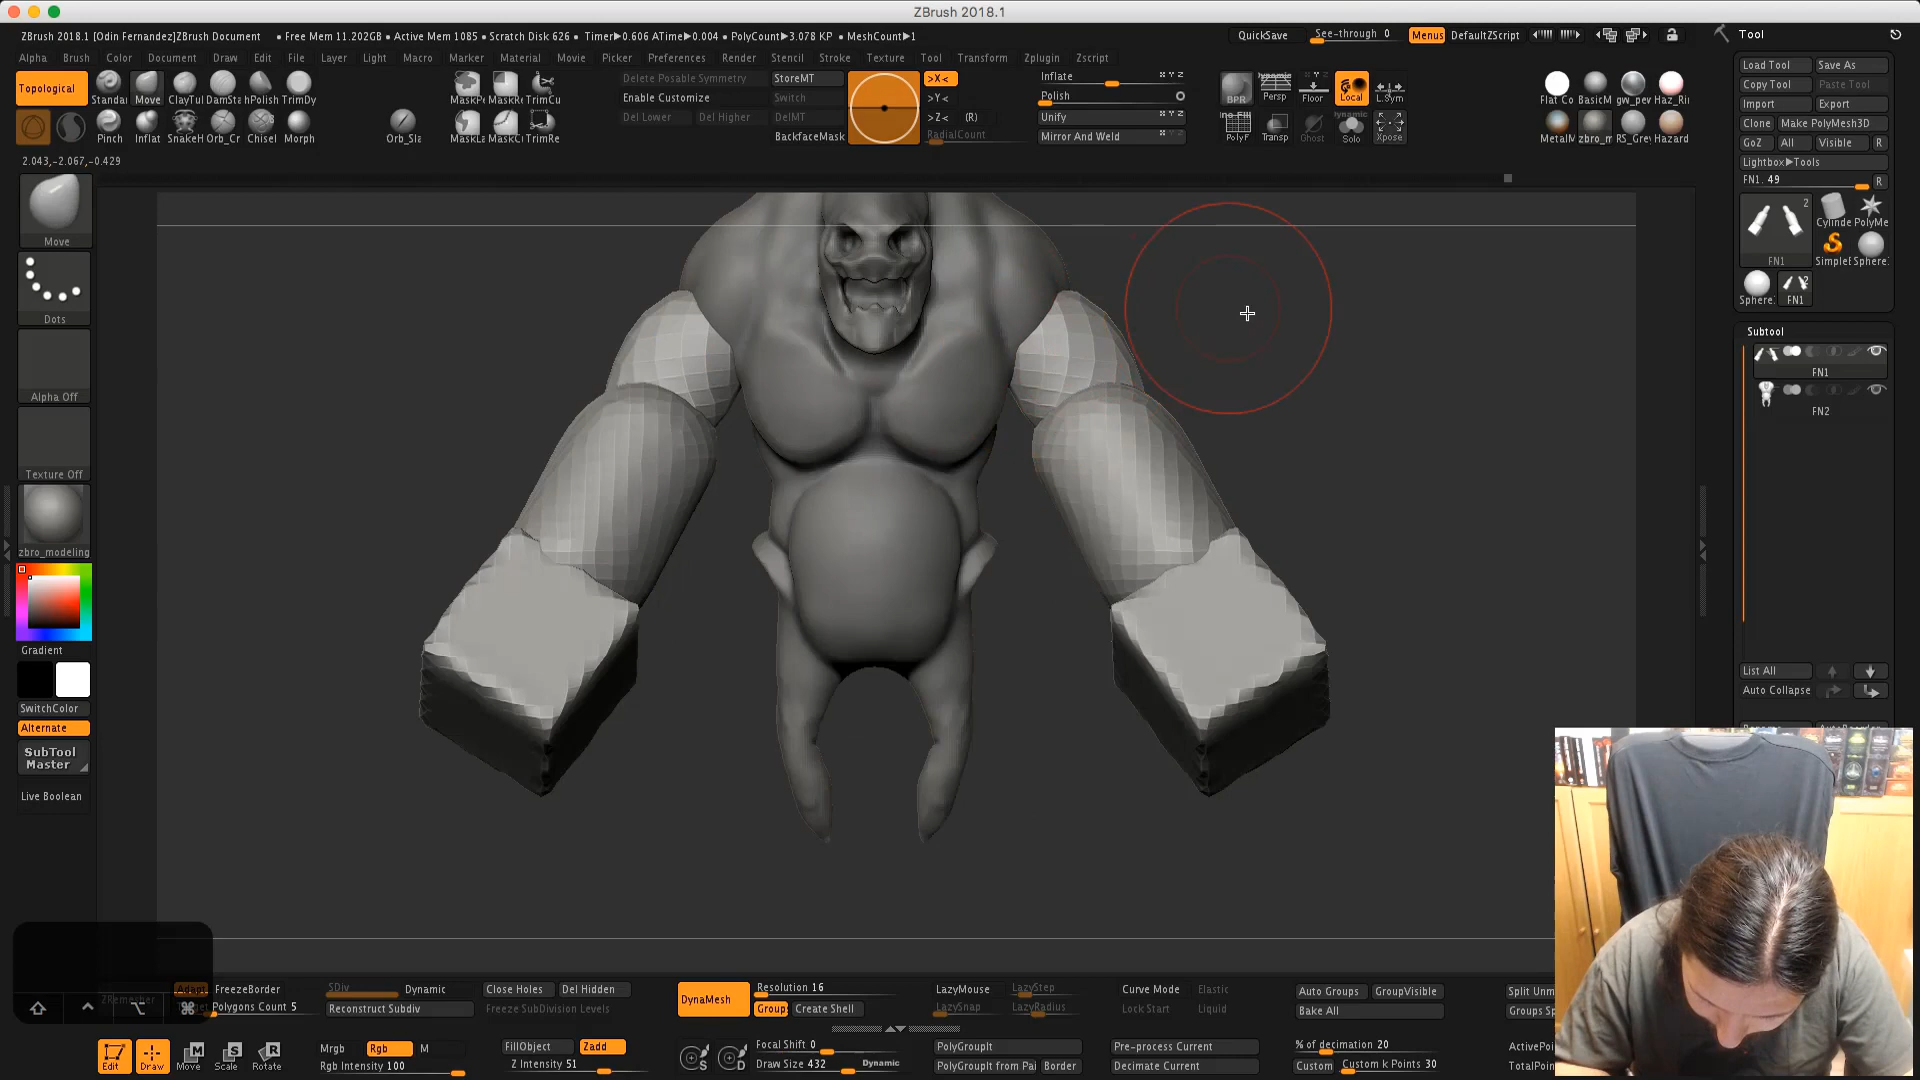 ZBrush 2018.1
ZBrush 2018.1 [Odin Fernandez]ZBrush Document • Free Mem 11.202GB • Active Mem 1085 • Scratch Disk 626 • Timer▶0.606 ATime▶0.004 • PolyCount▶3.078 KP • MeshCount▶1
QuickSave See-through 0 Menus DefaultZScript
Tool
Alpha Brush Color Document Draw Edit File Layer Light Macro Marker Material Movie Picker Preferences Render Stencil Stroke Texture Tool Transform Zplugin Zscript
Load Tool Save As
Copy Tool Paste Tool
Import Export
Clone Make PolyMesh3D
GoZ All Visible R
Lightbox▶Tools
FN1. 49 R
2
FN1
Cylinde PolyMe
SimpleE Sphere
Sphere. FN1
2
Topological
Standa Move ClayTul DamSta hPolish TrimDy
Pinch Inflat SnakeH Orb_Cr Chisel Morph
Orb_Sla
MaskPe MaskRe TrimCu
MaskLa MaskCi TrimRe
Delete Posable Symmetry StoreMT
Enable Customize Switch
Del Lower Del Higher DelMT
BackfaceMask
>X<
>Y<
>Z< (R)
RadialCount
Inflate X Y Z
Polish
Unify X Y Z
Mirror And Weld X Y Z
BPR
Dynamic
Persp Floor Local L.Sym
PolyF Transp Ghost Dynamic Solo Xpose
Flat Co BasicM gw_pev Haz_Ri
MetalM zbro_m RS_Gre Hazard
2.043,-2.067,-0.429
Move
Dots
Alpha Off
Texture Off
zbro_modeling
Gradient
SwitchColor
Alternate
SubTool
Master
Live Boolean
Subtool
FN1
FN2
List All
Auto Collapse
Adapt FreezeBorder
ZRemesher
Polygons Count 5
SDiv Dynamic
Reconstruct Subdiv
Close Holes Del Hidden
Freeze SubDivision Levels
DynaMesh
Resolution 16
Groups Create Shell
LazyMouse LazyStep
LazySnap LazyRadius
Curve Mode Elastic
Lock Start Liquid
Auto Groups GroupVisible
Bake All
Split Unm
Groups Sp
Edit Draw Move Scale Rotate
Mrgb Rgb M
Rgb Intensity 100
FillObject Zadd
Z Intensity 51
S D
Focal Shift 0
Draw Size 432 Dynamic
PolyGroupIt
PolyGroupIt from Pai Border
Pre-process Current
Decimate Current
% of decimation 20
Custom Custom k Points 30
ActivePoi
TotalPoin